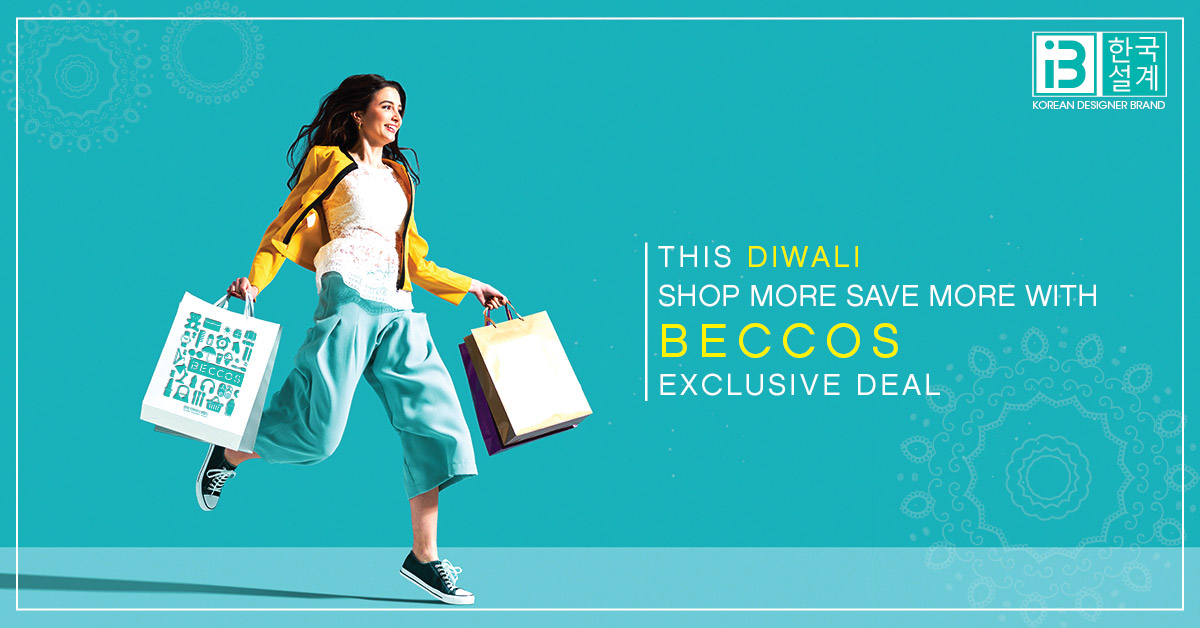 iB
한국
설계
KOREAN DESIGNER BRAND
THIS DIWALI
SHOP MORE SAVE MORE WITH
BECCOS
EXCLUSIVE DEAL
BECCOS